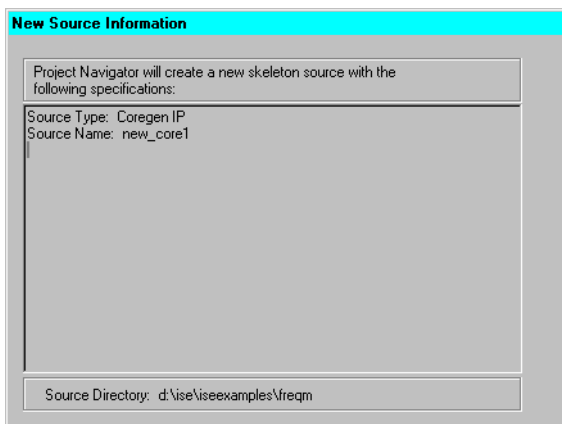 New Source Information
Project Navigator will create a new skeleton source with the
following specifications:
Source Type: Coregen IP
Source Name: new_core1
Source Directory: d:\ise\iseexamples\freqm